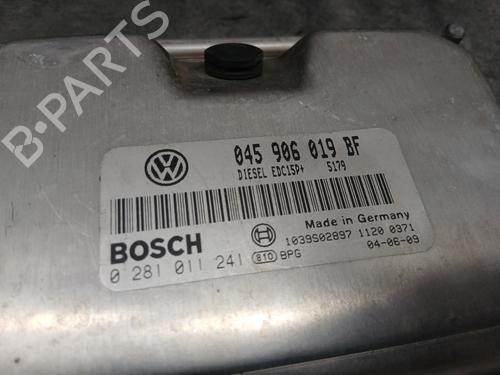 B-PARTS
045 906 019 BF
DIESEL EDC15P+ 5179
BOSCH
Made in Germany
1039S02897 1120 0371
0 281 011 241 810 BPG 04-06-09